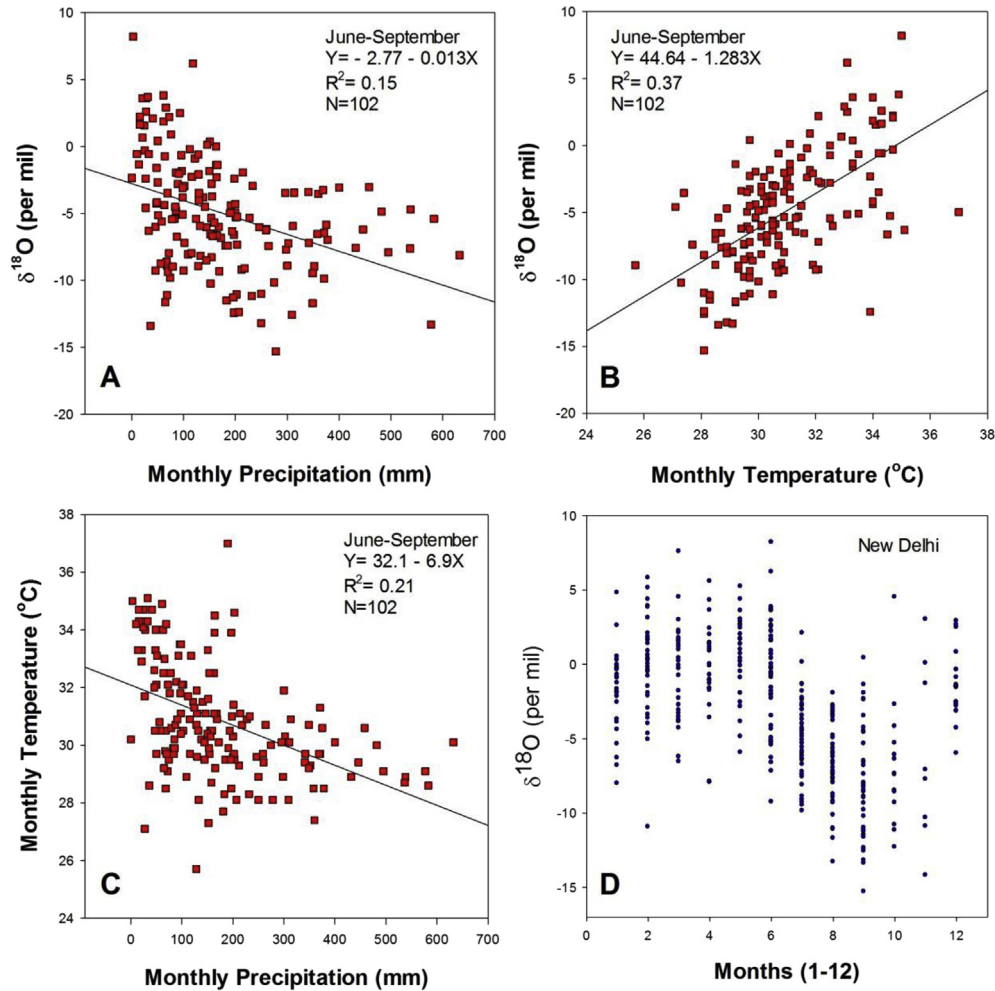 10
5
0
-5
-10
-15
-20
δ18O (per mil)
June-September
Y= - 2.77 - 0.013X
R2= 0.15
N=102
A
0 100 200 300 400 500 600 700
Monthly Precipitation (mm)
10
5
0
-5
-10
-15
-20
δ18O (per mil)
June-September
Y= 44.64 - 1.283X
R2= 0.37
N=102
B
24 26 28 30 32 34 36 38
Monthly Temperature (oC)
38
36
34
32
30
28
26
24
Monthly Temperature (oC)
June-September
Y= 32.1 - 6.9X
R2= 0.21
N=102
C
0 100 200 300 400 500 600 700
Monthly Precipitation (mm)
10
5
0
-5
-10
-15
δ18O (per mil)
New Delhi
D
0 2 4 6 8 10 12
Months (1-12)